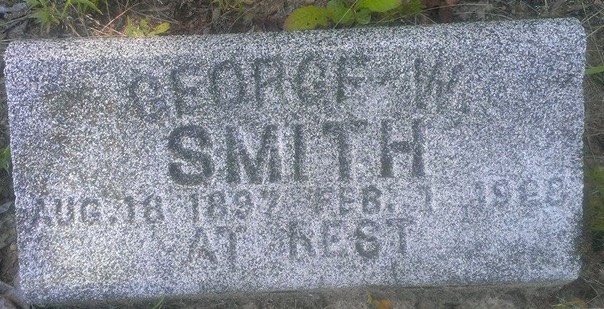 GEORGE W.
SMITH
AUG. 18 1897 FEB. 1
AT REST